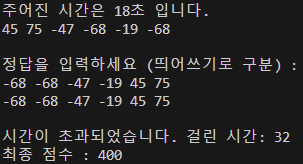 주어진 시간은 18초 입니다.
45 75 -47 -68 -19 -68
정답을 입력하세요 (띄어쓰기로 구분) :
-68 -68 -47 -19 45 75
-68 -68 -47 -19 45 75
시간이 초과되었습니다. 걸린 시간: 32
최종 점수 : 400